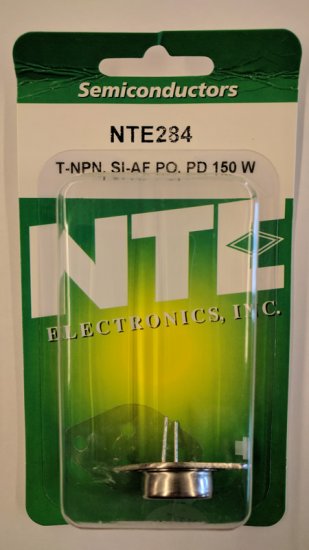 Semiconductors
NTE284
T-NPN, SI-AF PO, PD 150 W
NTE
ELECTRONICS, INC.